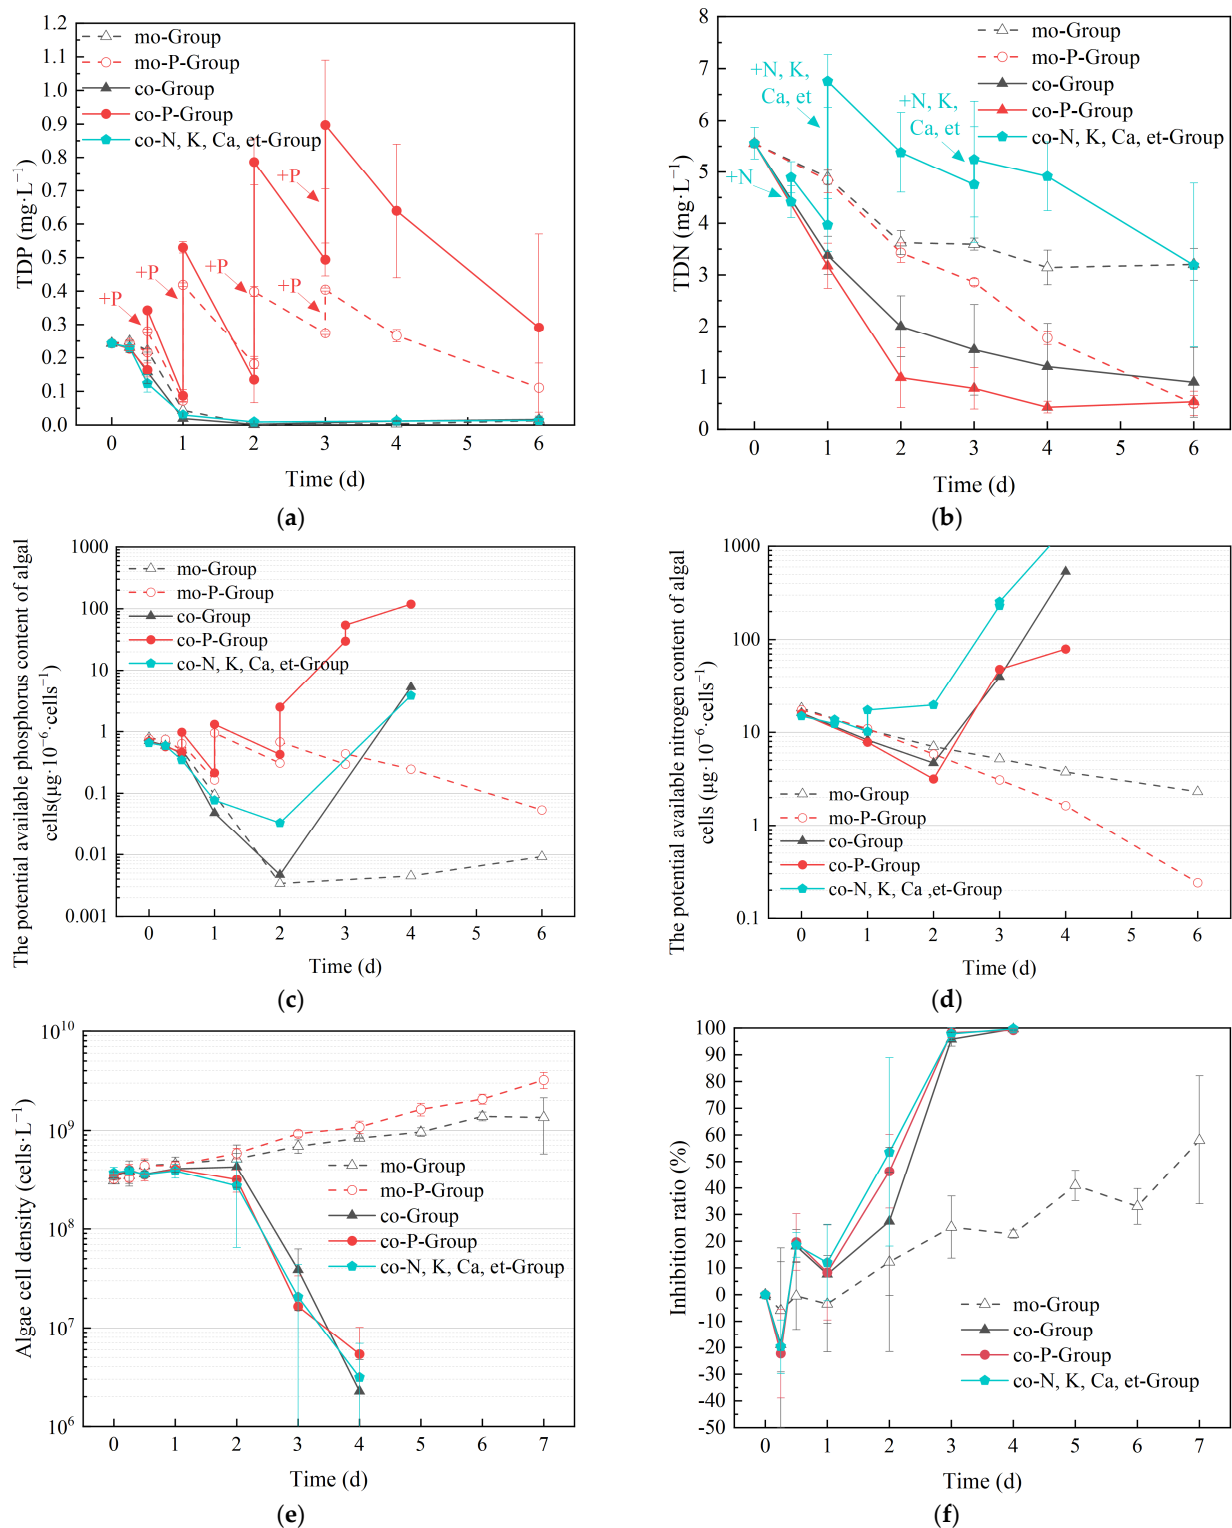 1.2
1.1
1.0
0.9
0.8
0.7
0.6
0.5
0.4
0.3
0.2
0.1
0.0
TDP (mg·L⁻¹)
mo-Group
mo-P-Group
co-Group
co-P-Group
co-N, K, Ca, et-Group
+P
+P
+P
+P
+P
0 1 2 3 4 5 6
Time (d)
(a)
8
7
6
5
4
3
2
1
0
TDN (mg·L⁻¹)
mo-Group
mo-P-Group
co-Group
co-P-Group
co-N, K, Ca, et-Group
+N, K,
Ca, et
+N, K,
Ca, et
+N
0 1 2 3 4 5 6
Time (d)
(b)
1000
100
10
1
0.1
0.01
0.001
The potential available phosphorus content of algal
cells(μg·10⁻⁶·cells⁻¹)
mo-Group
mo-P-Group
co-Group
co-P-Group
co-N, K, Ca, et-Group
0 1 2 3 4 5 6
Time (d)
(c)
1000
100
10
1
0.1
The potential available nitrogen content of algal
cells (μg·10⁻⁶·cells⁻¹)
mo-Group
mo-P-Group
co-Group
co-P-Group
co-N, K, Ca ,et-Group
0 1 2 3 4 5 6
Time (d)
(d)
10¹⁰
10⁹
10⁸
10⁷
10⁶
Algae cell density (cells·L⁻¹)
mo-Group
mo-P-Group
co-Group
co-P-Group
co-N, K, Ca, et-Group
0 1 2 3 4 5 6 7
Time (d)
(e)
100
90
80
70
60
50
40
30
20
10
0
-10
-20
-30
-40
-50
Inhibition ratio (%)
mo-Group
co-Group
co-P-Group
co-N, K, Ca, et-Group
0 1 2 3 4 5 6 7
Time (d)
(f)